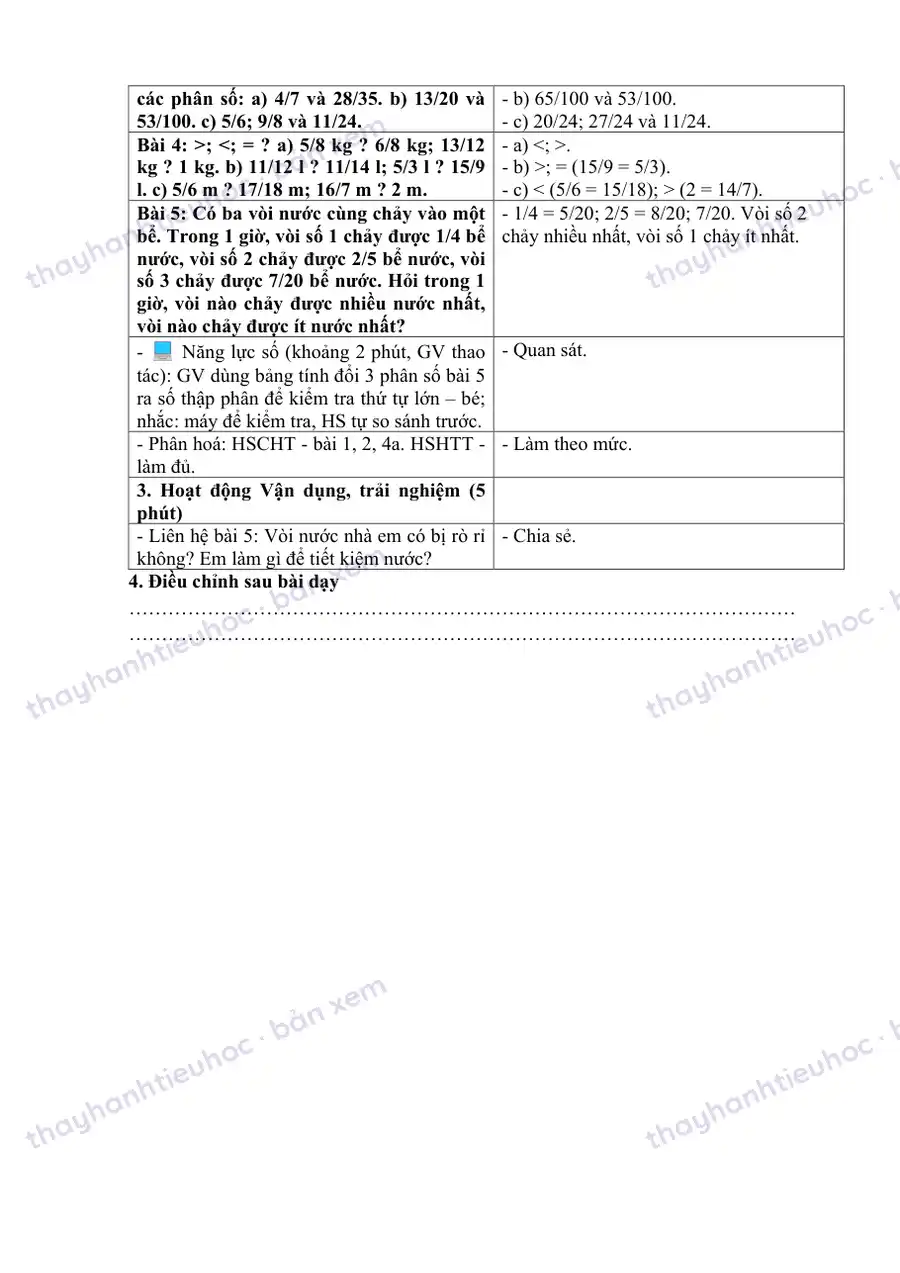 các phân số: a) 4/7 và 28/35. b) 13/20 và
53/100. c) 5/6; 9/8 và 11/24.
- b) 65/100 và 53/100.
- c) 20/24; 27/24 và 11/24.
Bài 4: >; <; = ? a) 5/8 kg ? 6/8 kg; 13/12
kg ? 1 kg. b) 11/12 l ? 11/14 l; 5/3 l ? 15/9
l. c) 5/6 m ? 17/18 m; 16/7 m ? 2 m.
- a) <; >.
- b) >; = (15/9 = 5/3).
- c) < (5/6 = 15/18); > (2 = 14/7).
Bài 5: Có ba vòi nước cùng chảy vào một
bể. Trong 1 giờ, vòi số 1 chảy được 1/4 bể
nước, vòi số 2 chảy được 2/5 bể nước, vòi
số 3 chảy được 7/20 bể nước. Hỏi trong 1
giờ, vòi nào chảy được nhiều nước nhất,
vòi nào chảy được ít nước nhất?
- 1/4 = 5/20; 2/5 = 8/20; 7/20. Vòi số 2
chảy nhiều nhất, vòi số 1 chảy ít nhất.
- Năng lực số (khoảng 2 phút, GV thao
tác): GV dùng bảng tính đổi 3 phân số bài 5
ra số thập phân để kiểm tra thứ tự lớn – bé;
nhắc: máy để kiểm tra, HS tự so sánh trước.
- Quan sát.
- Phân hoá: HSCHT - bài 1, 2, 4a. HSHTT -
làm đủ.
- Làm theo mức.
3. Hoạt động Vận dụng, trải nghiệm (5
phút)
- Liên hệ bài 5: Vòi nước nhà em có bị rò rỉ
không? Em làm gì để tiết kiệm nước?
- Chia sẻ.
4. Điều chỉnh sau bài dạy
……………………………………………………………………………………………
……………………………………………………………………………………………
thayhanhtieuhoc · bản xem
thayhanhtieuhoc · b
thayhanhtieuhoc · bản xem
thayhanhtieuhoc · b
thayhanhtieuhoc · bản xem
thayhanhtieuhoc · b